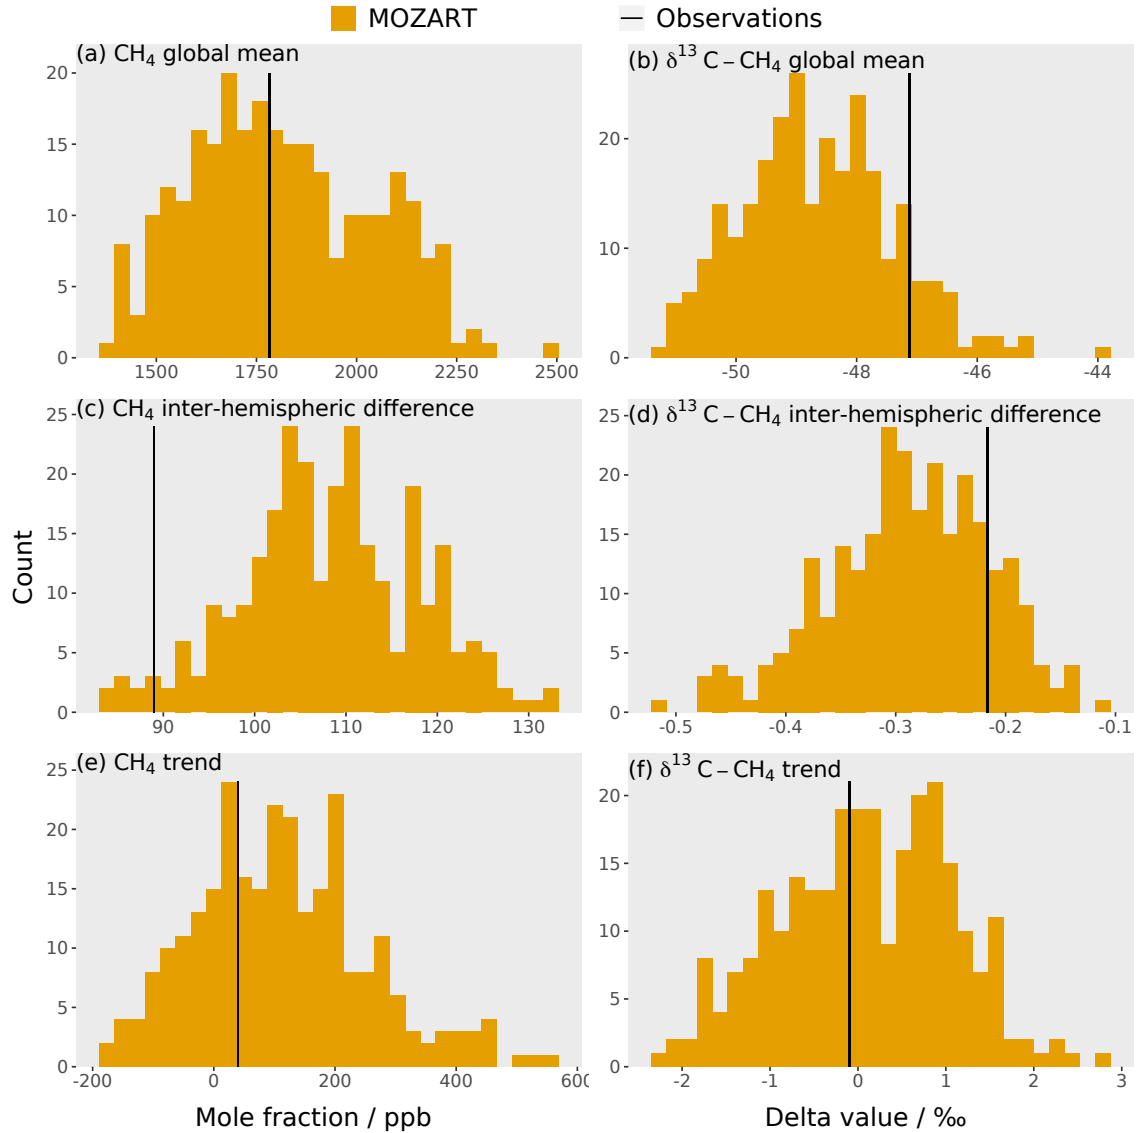 MOZART — Observations
(a) CH₄ global mean
20
15
10
5
0
1500 1750 2000 2250 2500
(b) δ¹³ C – CH₄ global mean
20
10
0
-50 -48 -46 -44
Count
(c) CH₄ inter-hemispheric difference
25
20
15
10
5
0
90 100 110 120 130
(d) δ¹³ C – CH₄ inter-hemispheric difference
25
20
15
10
5
0
-0.5 -0.4 -0.3 -0.2 -0.1
(e) CH₄ trend
25
20
15
10
5
0
-200 0 200 400 600
Mole fraction / ppb
(f) δ¹³ C – CH₄ trend
20
15
10
5
0
-2 -1 0 1 2 3
Delta value / ‰